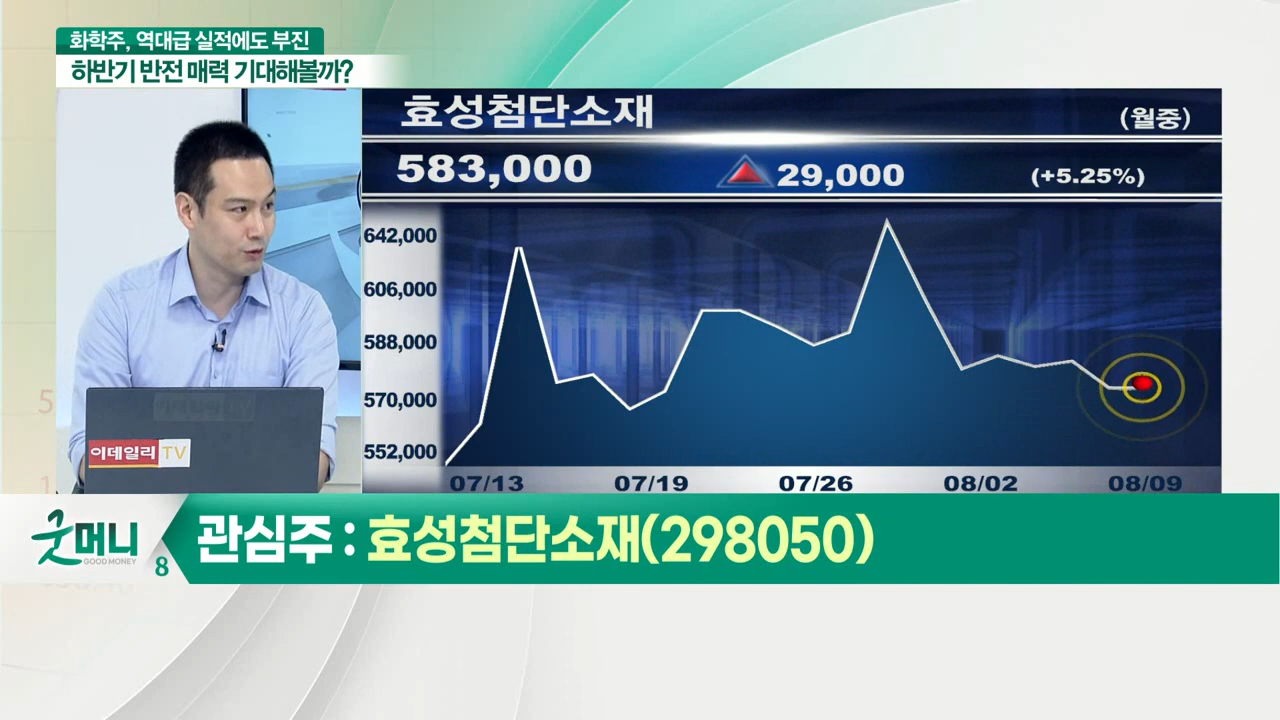 화학주, 역대급 실적에도 부진
하반기 반전 매력 기대해볼까?
효성첨단소재 (월중)
583,000 29,000 (+5.25%)
642,000
606,000
588,000
570,000
552,000
07/13 07/19 07/26 08/02 08/09
이데일리TV
굿머니
GOOD MONEY
8
관심주 : 효성첨단소재(298050)